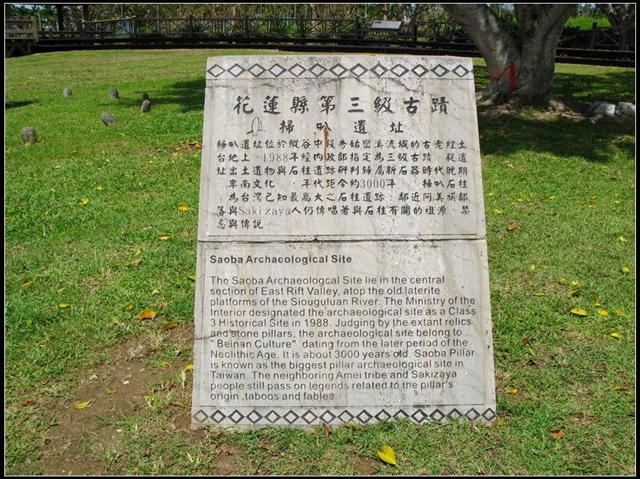 花蓮縣第三級古蹟
掃叭遺址
掃叭遺址位於縱谷中段秀姑巒溪流域的古老紅土
台地上，1988年經內政部指定為三級古蹟，從遺
址出土遺物與石柱遺跡研判歸屬新石器時代晚期
卑南文化，年代距今約3000年。掃叭石柱
為台灣已知最高大之石柱遺跡，鄰近阿美族部
落與Sakizaya人仍傳唱著與石柱有關的祖源、禁
忌與傳說
Saoba Archaeological Site
The Saoba Archaeologcal Site lie in the central
section of East Rift Valley, atop the old laterite
platforms of the Siouguluan River. The Ministry of the
Interior designated the archaeological site as a Class
3 Historical Site in 1988. Judging by the extant relics
and stone pillars, the archaeological site belong to
"Beinan Culture" dating from the later period of the
Neolithic Age. It is about 3000 years old. Saoba Pillar
is known as the biggest pillar archaeological site in
Taiwan. The neighboring Amei tribe and Sakizaya
people still pass on legends related to the pillar's
origin ,taboos and fables.